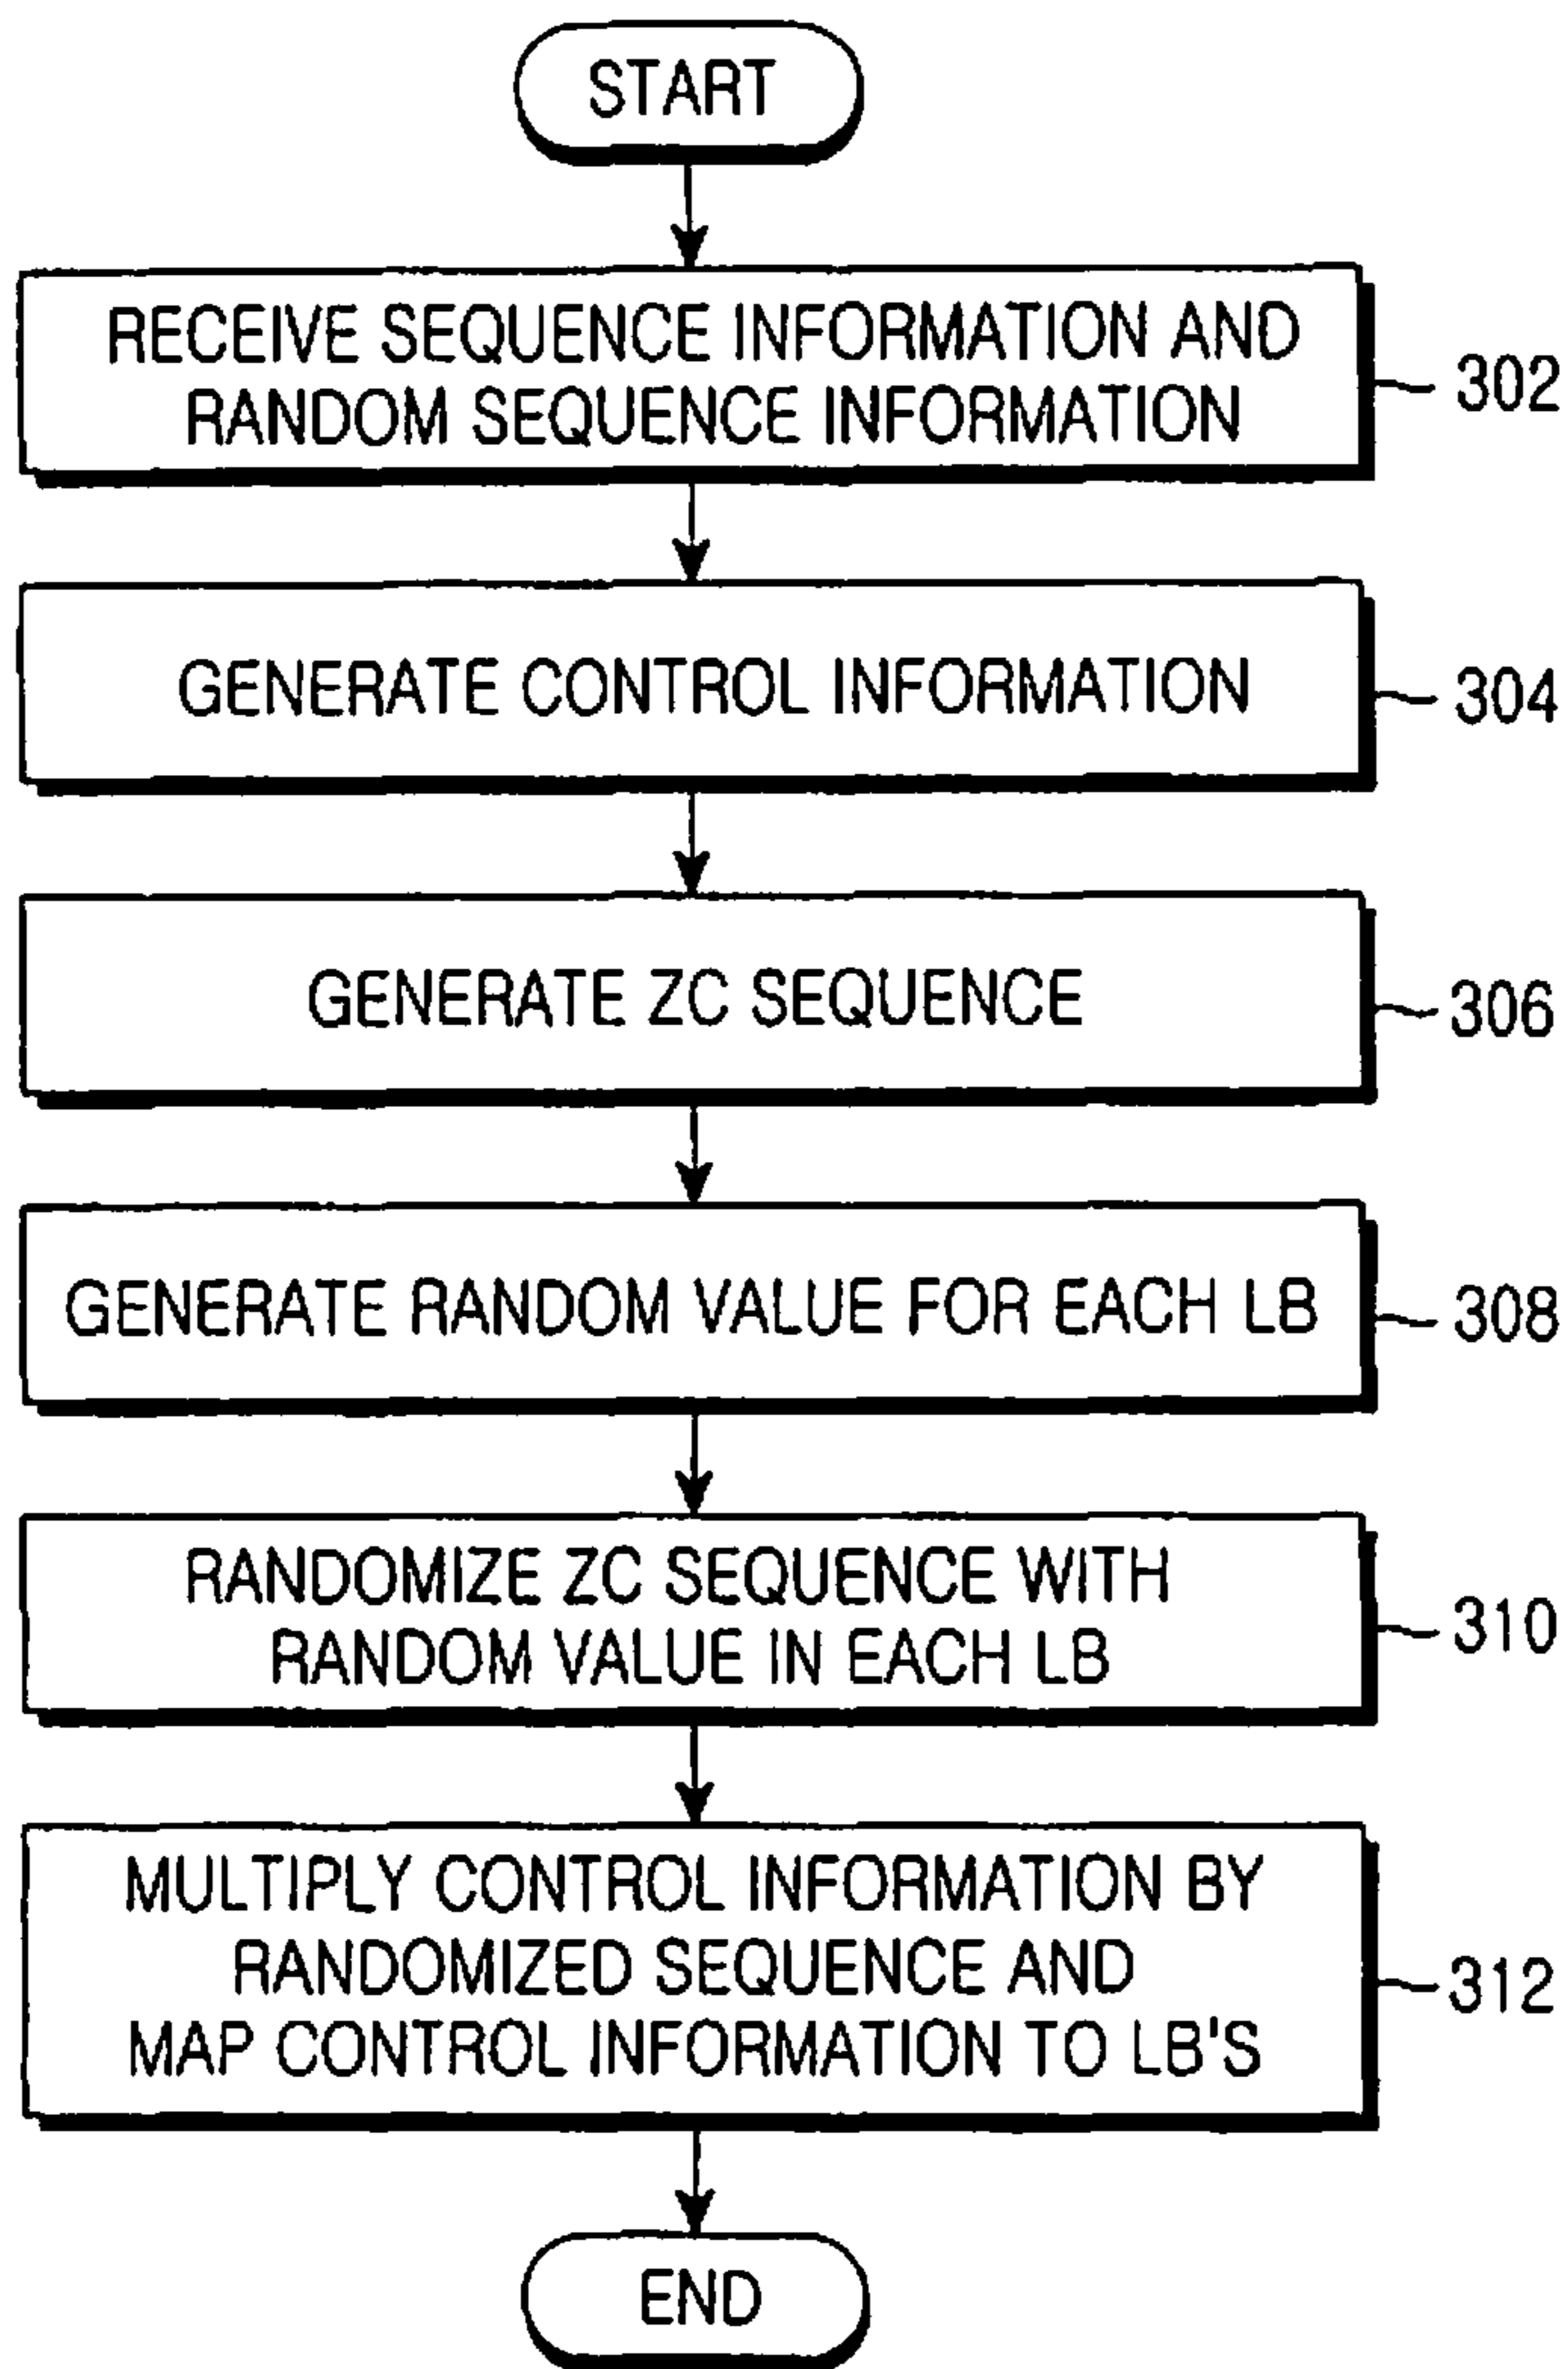 START
RECEIVE SEQUENCE INFORMATION AND
RANDOM SEQUENCE INFORMATION
302
GENERATE CONTROL INFORMATION
304
GENERATE ZC SEQUENCE
306
GENERATE RANDOM VALUE FOR EACH LB
308
RANDOMIZE ZC SEQUENCE WITH
RANDOM VALUE IN EACH LB
310
MULTIPLY CONTROL INFORMATION BY
RANDOMIZED SEQUENCE AND
MAP CONTROL INFORMATION TO LB'S
312
END